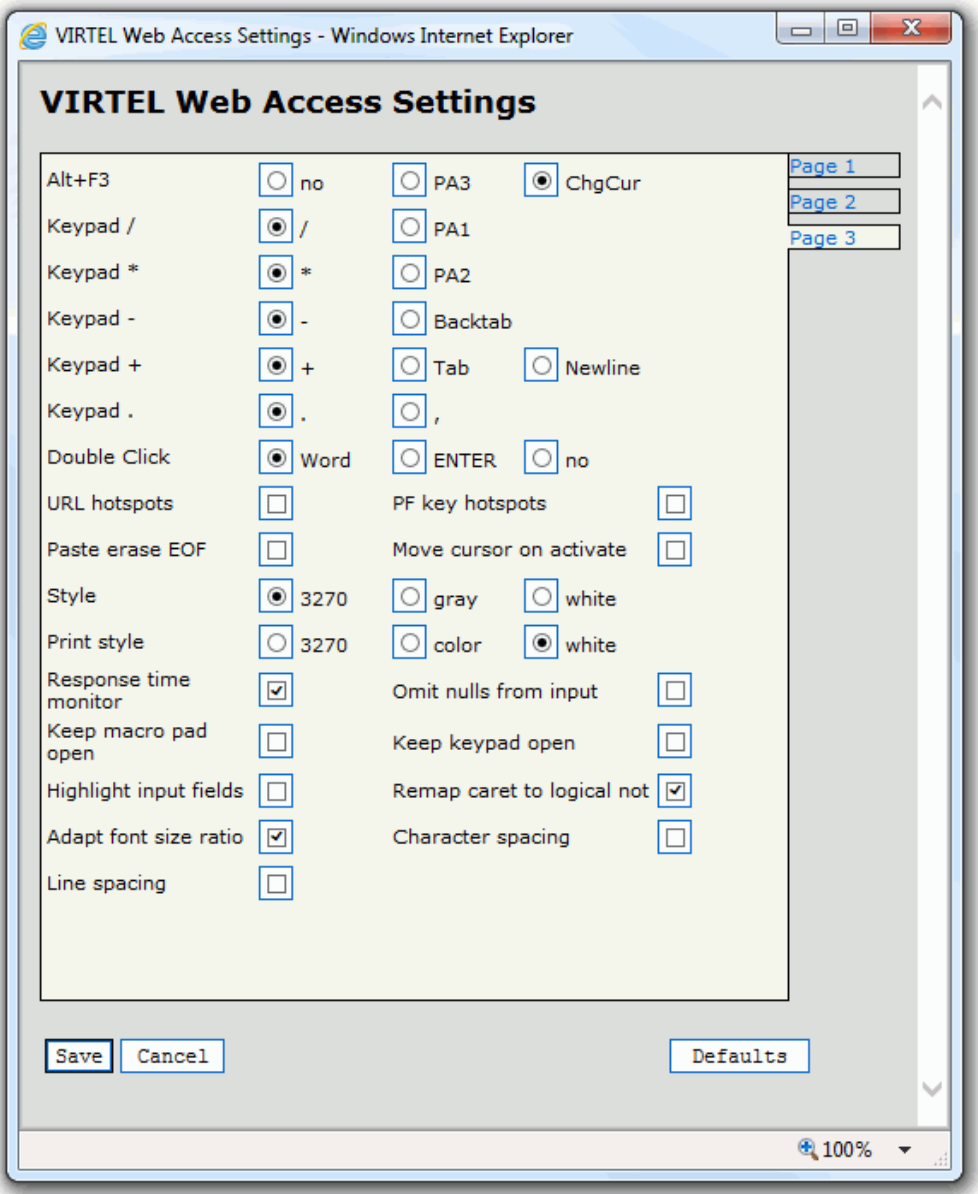 VIRTEL Web Access Settings - Windows Internet Explorer
VIRTEL Web Access Settings
Page 1
Page 2
Page 3
Alt+F3 no PA3 ChgCur
Keypad / / PA1
Keypad * * PA2
Keypad - - Backtab
Keypad + + Tab Newline
Keypad . . ,
Double Click Word ENTER no
URL hotspots PF key hotspots
Paste erase EOF Move cursor on activate
Style 3270 gray white
Print style 3270 color white
Response time
monitor Omit nulls from input
Keep macro pad
open Keep keypad open
Highlight input fields Remap caret to logical not
Adapt font size ratio Character spacing
Line spacing
Save Cancel Defaults
100%